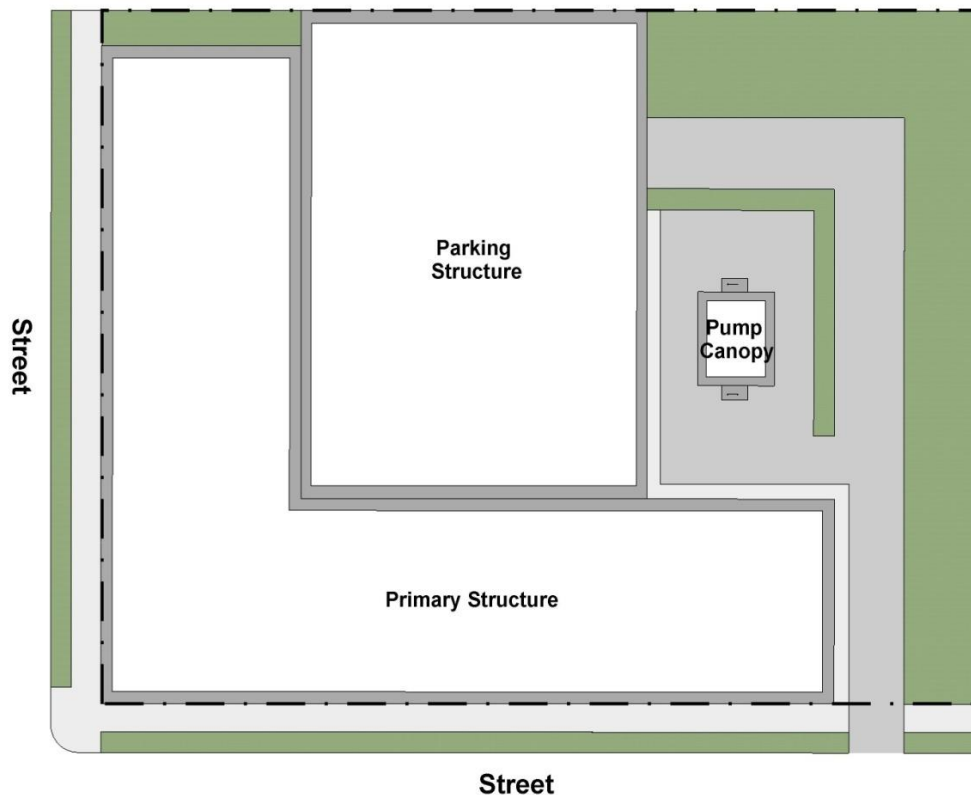 Parking
Structure
Pump
Canopy
Street
Primary Structure
Street